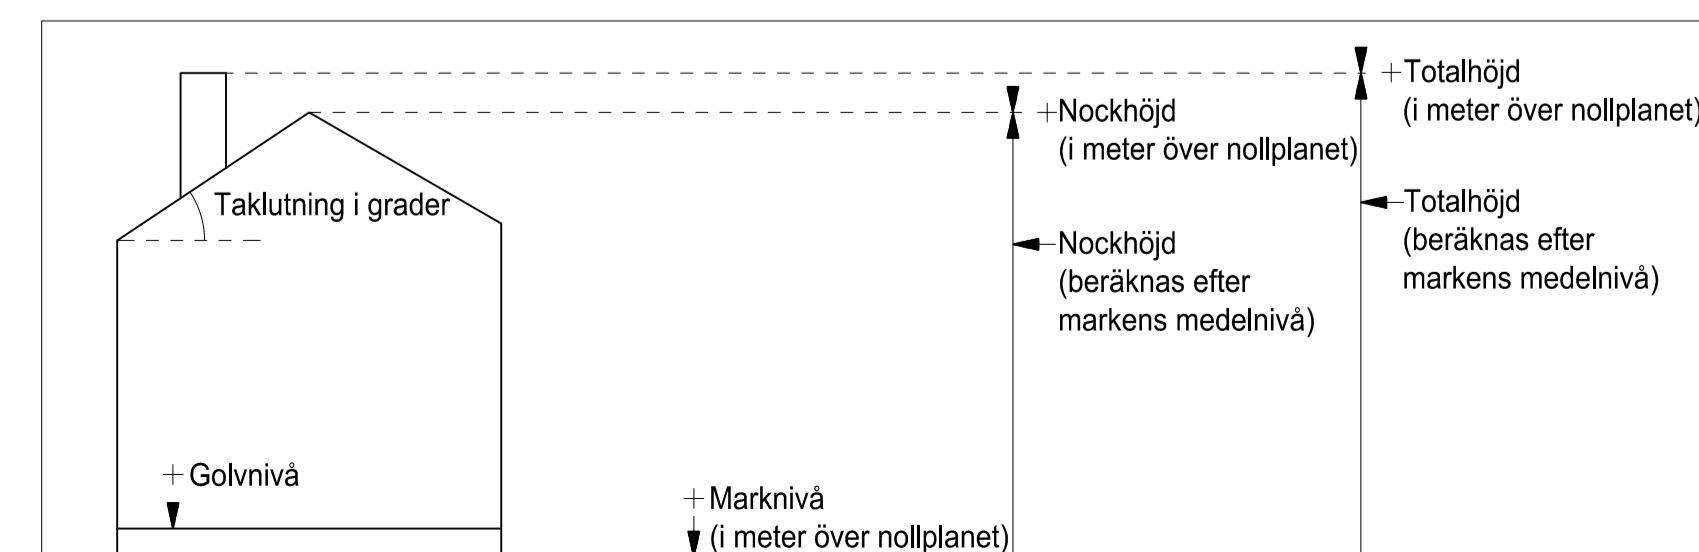 +Totalhöjd
(i meter över nollplanet)
+Nockhöjd
(i meter över nollplanet)
Taklutning i grader
Totalhöjd
(beräknas efter
markens medelnivå)
Nockhöjd
(beräknas efter
markens medelnivå)
+ Golvnivå
+ Marknivå
(i meter över nollplanet)